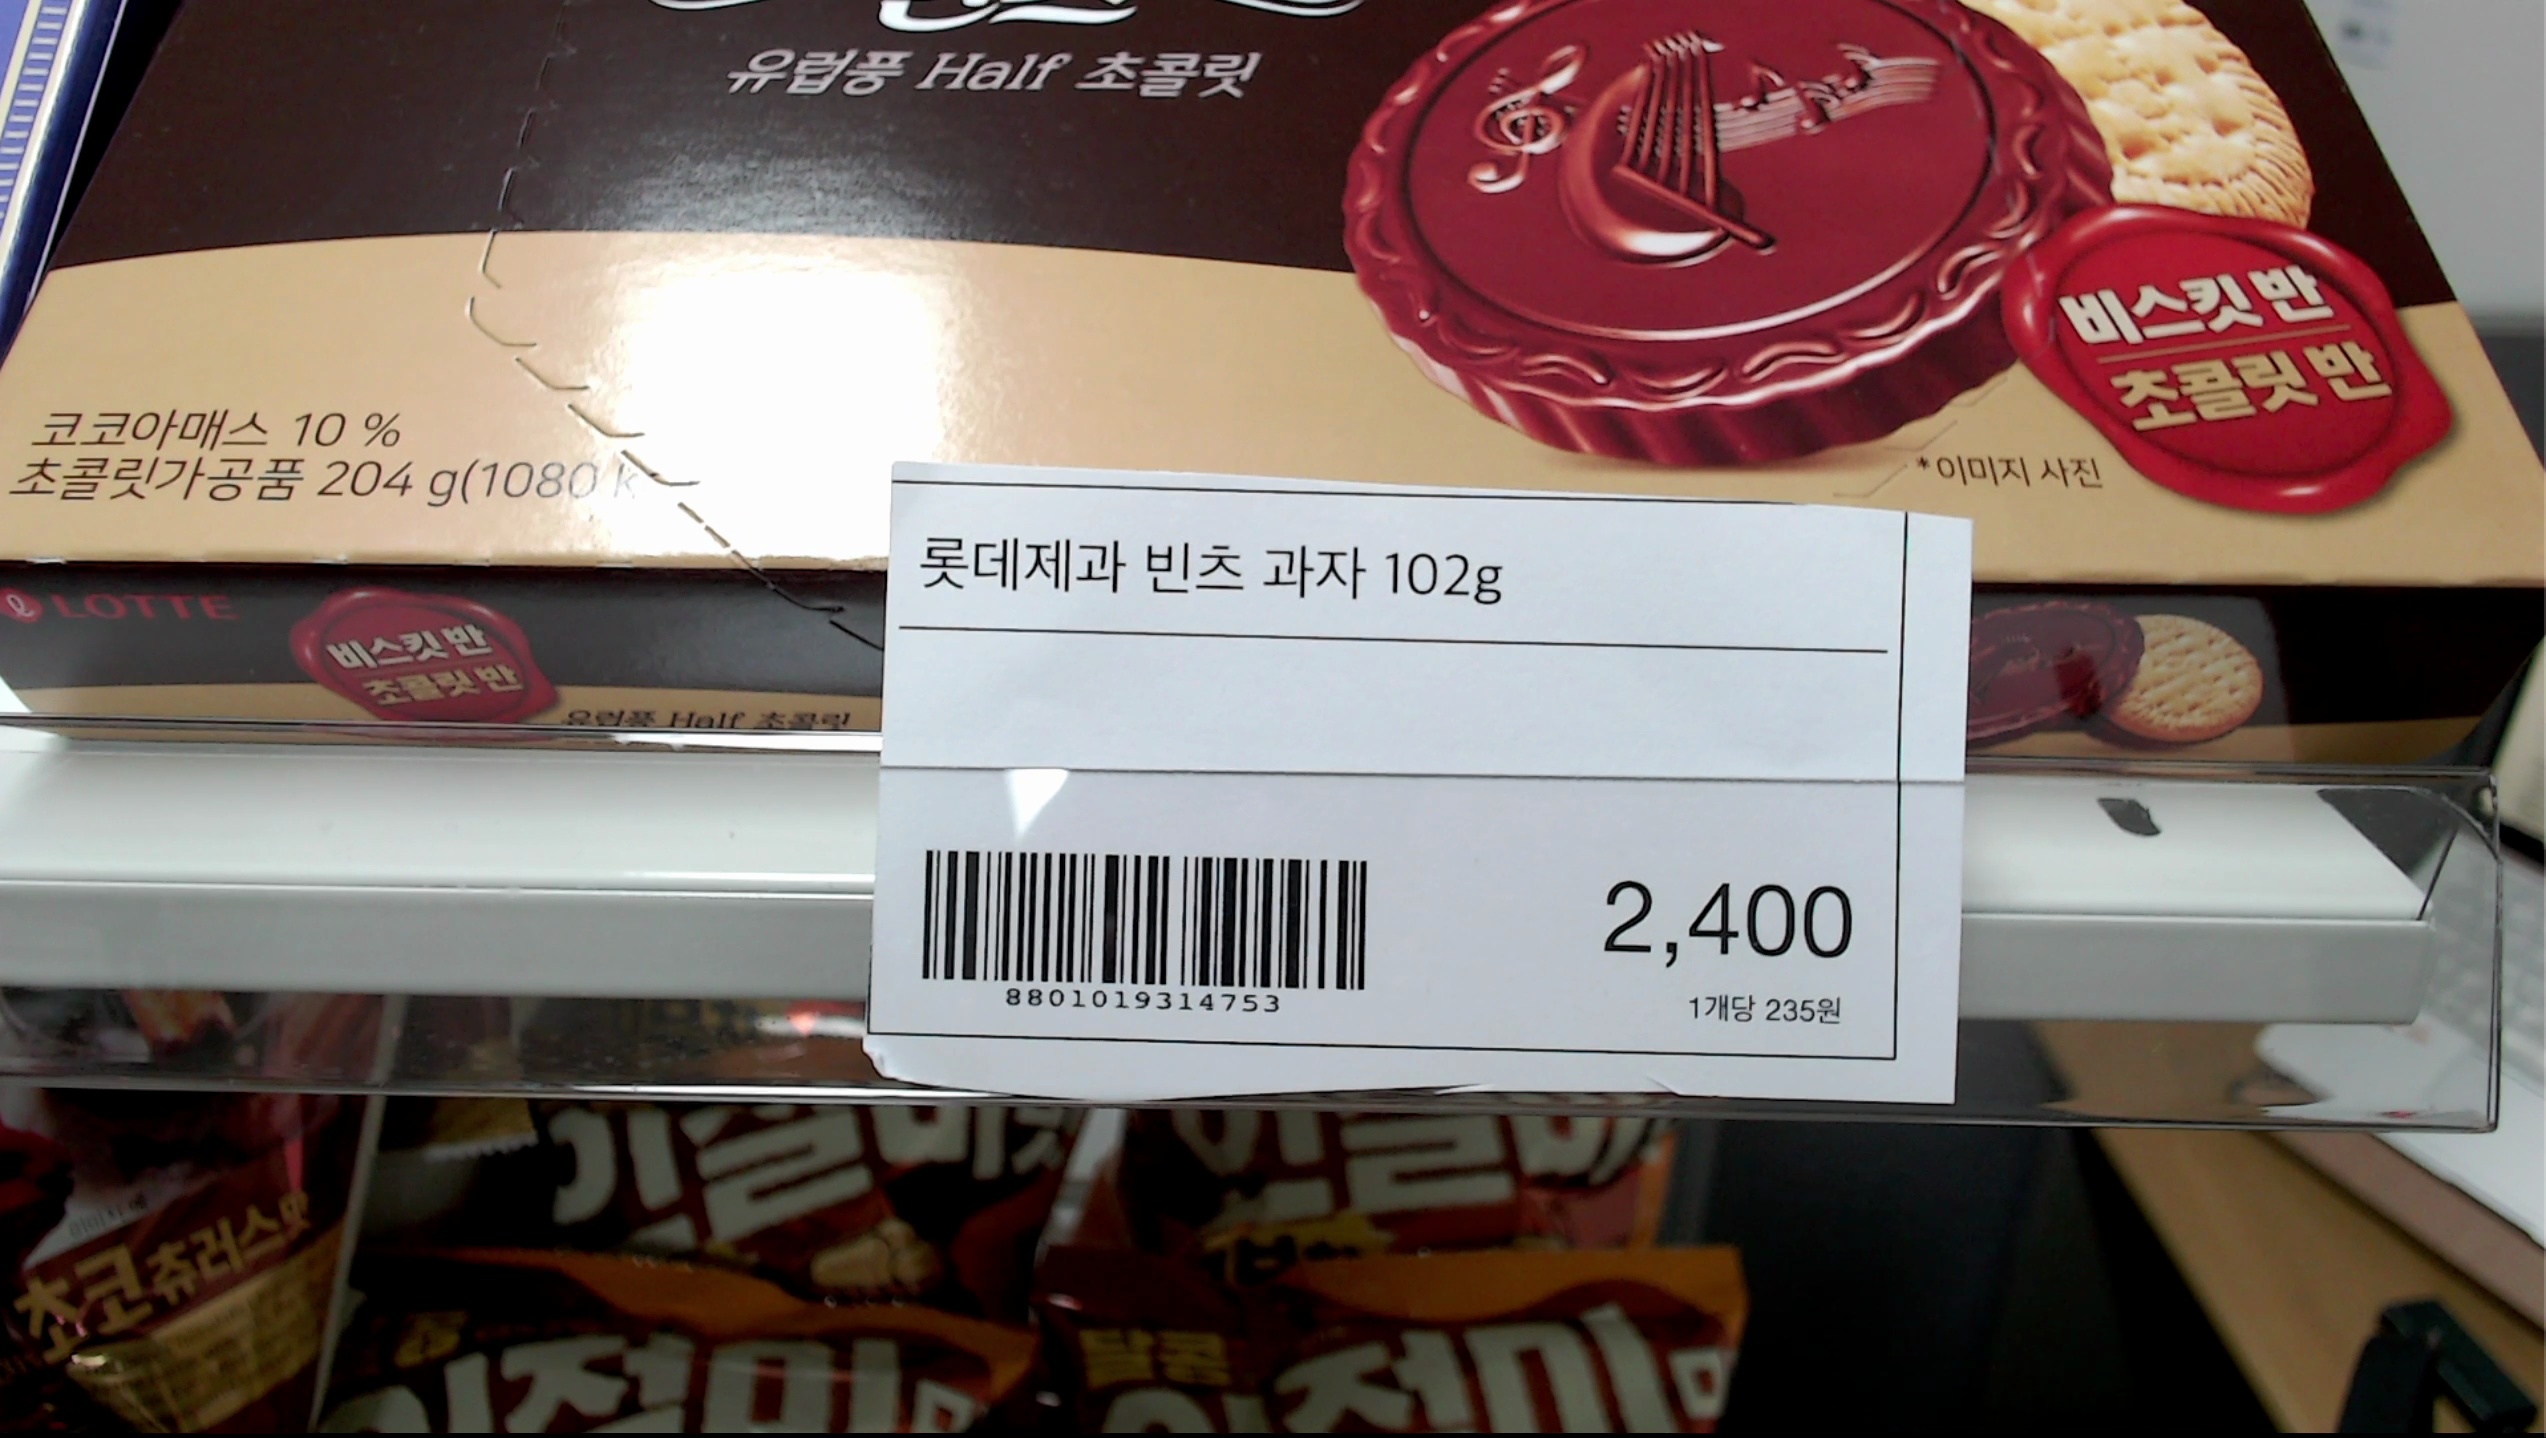 유럽풍 Half 초콜릿
비스킷 반
초콜릿 반
*이미지 사진
코코아매스 10 %
초콜릿가공품 204 g(1080 k
LOTTE
비스킷 반
초콜릿 반
유럽풍 Half 초콜릿
롯데제과 빈츠 과자 102g
8801019314753
2,400
1개당 235원
초코츄러스맛
달콤
인절미